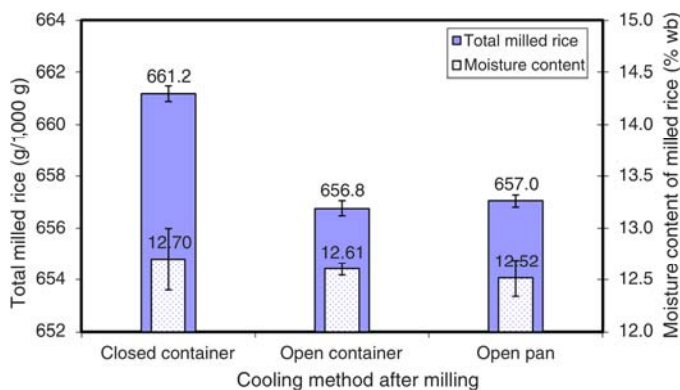 664
662
660
658
656
654
652
Total milled rice (g/1,000 g)
Total milled rice
Moisture content
661.2
656.8
657.0
12.70
12.61
12.52
15.0
14.5
14.0
13.5
13.0
12.5
12.0
Moisture content of milled rice (% wb)
Closed container
Open container
Open pan
Cooling method after milling